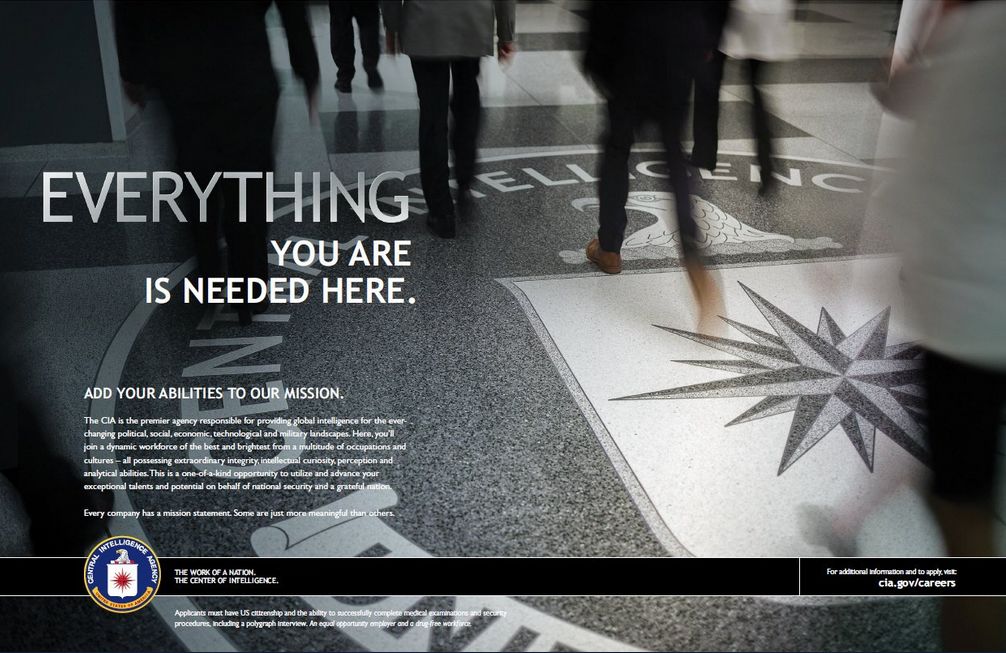 INTELLIGENC
CENTR
EVERYTHING
YOU ARE
IS NEEDED HERE.
ADD YOUR ABILITIES TO OUR MISSION.
The CIA is the premier agency responsible for providing global intelligence for the ever-
changing political, social, economic, technological and military landscapes. Here, you'll
join a dynamic workforce of the best and brightest from a multitude of occupations and
cultures – all possessing extraordinary integrity, intellectual curiosity, perception and
analytical abilities. This is a one-of-a-kind opportunity to utilize and advance your
exceptional talents and potential on behalf of national security and a grateful nation.
Every company has a mission statement. Some are just more meaningful than others.
CENTRAL INTELLIGENCE AGENCY
UNITED STATES OF AMERICA
THE WORK OF A NATION.
THE CENTER OF INTELLIGENCE.
For additional information and to apply, visit:
cia.gov/careers
Applicants must have US citizenship and the ability to successfully complete medical examinations and security
procedures, including a polygraph interview. An equal opportunity employer and a drug-free workforce.